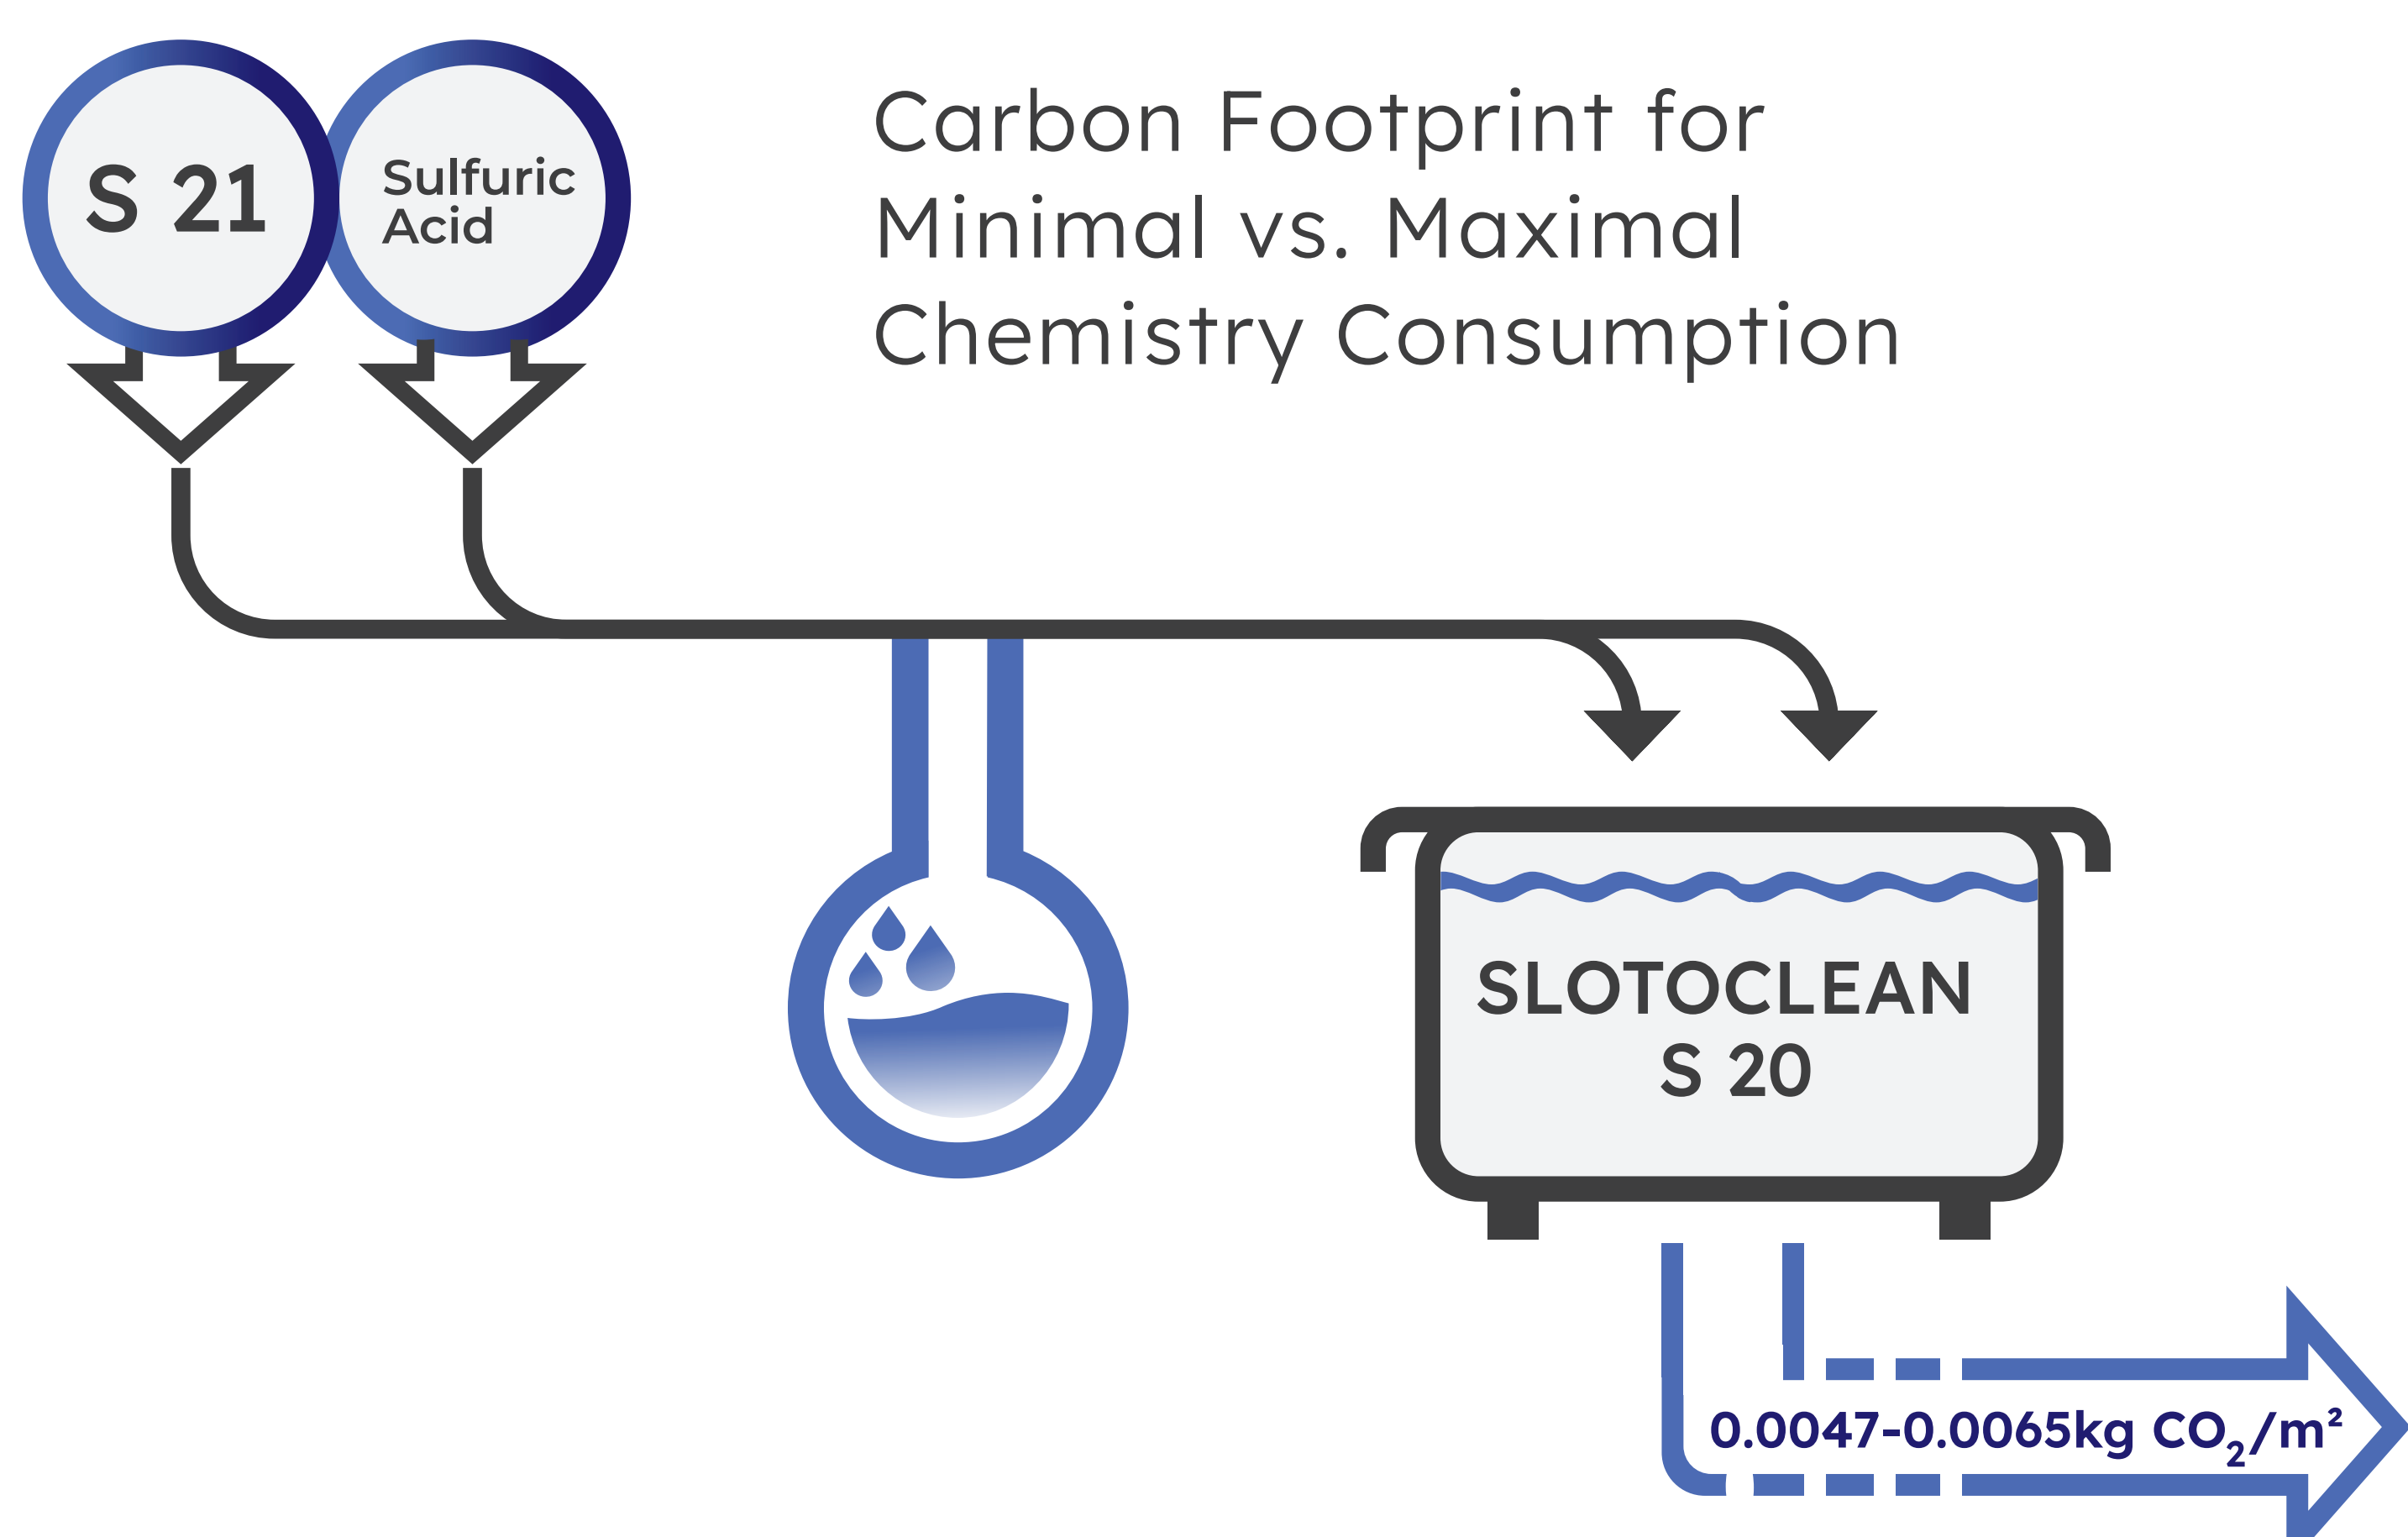 S 21
Sulfuric
Acid
Carbon Footprint for
Minimal vs. Maximal
Chemistry Consumption
SLOTOCLEAN
S 20
0.0047-0.0065kg CO₂/m²